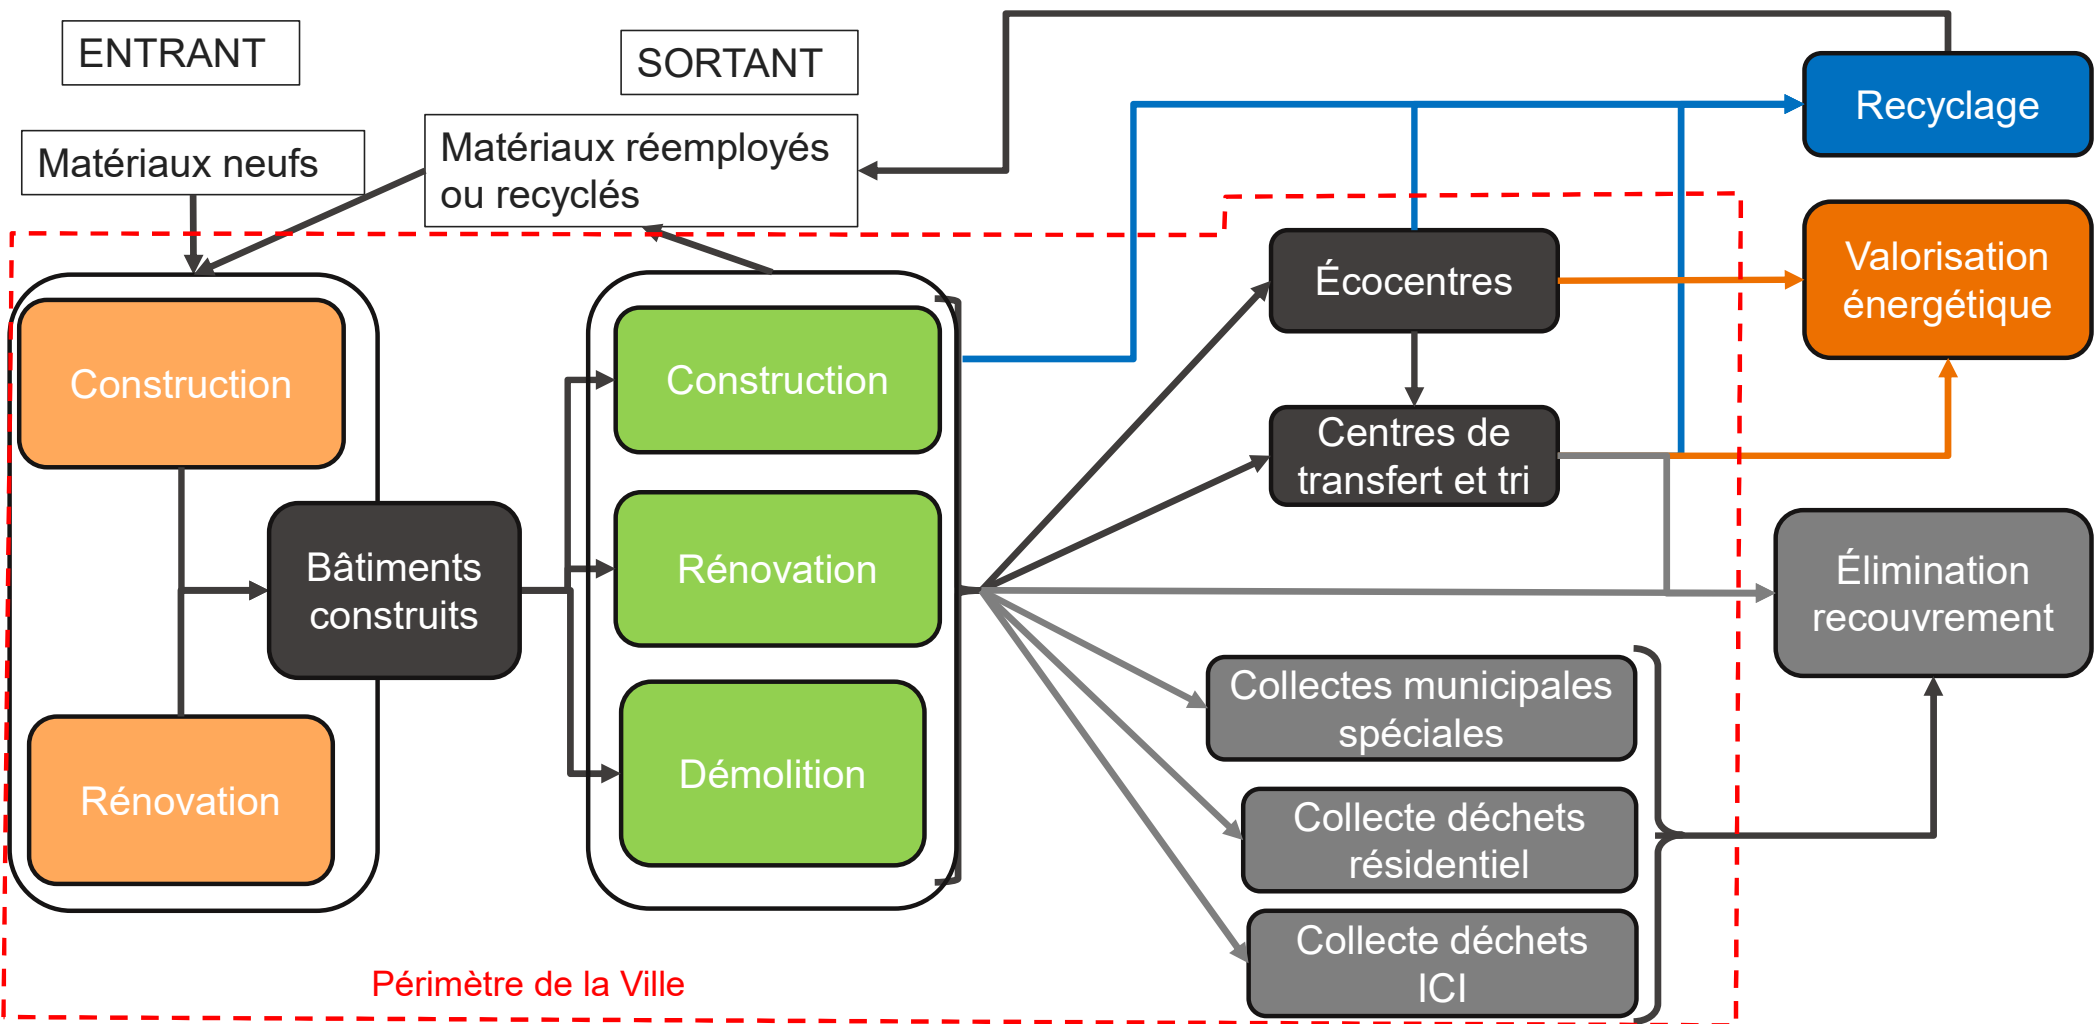 ENTRANT
SORTANT
Matériaux neufs
Matériaux réemployés
ou recyclés
Recyclage
Valorisation
énergétique
Écocentres
Construction
Construction
Centres de
transfert et tri
Bâtiments
construits
Rénovation
Élimination
recouvrement
Collectes municipales
spéciales
Rénovation
Démolition
Collecte déchets
résidentiel
Collecte déchets
ICI
Périmètre de la Ville